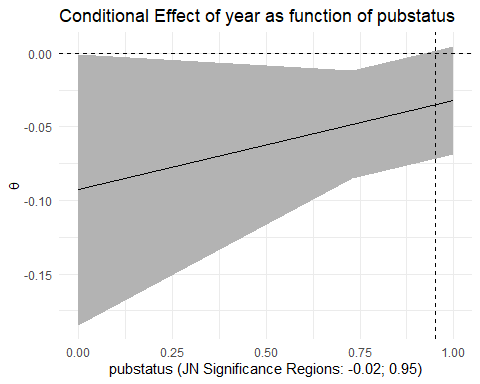 Conditional Effect of year as function of pubstatus
0.00
-0.05
-0.10
-0.15
θ
0.00 0.25 0.50 0.75 1.00
pubstatus (JN Significance Regions: -0.02; 0.95)